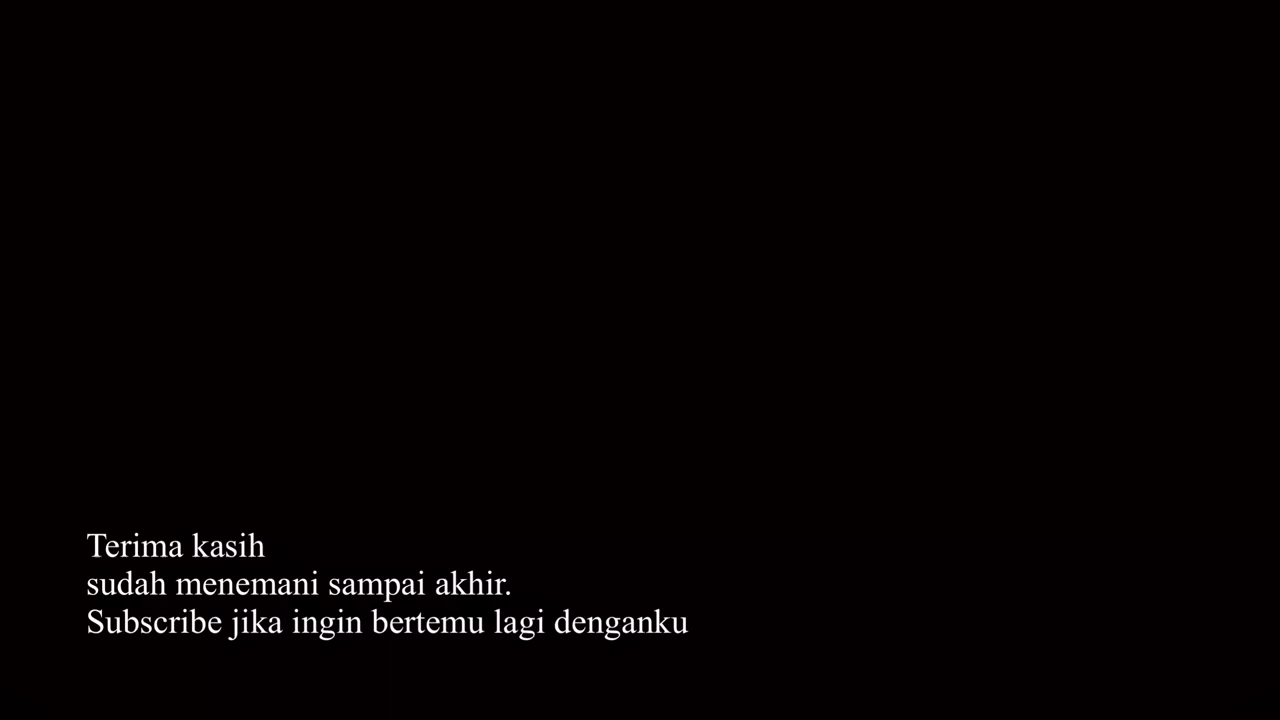 Terima kasih
sudah menemani sampai akhir.
Subscribe jika ingin bertemu lagi denganku